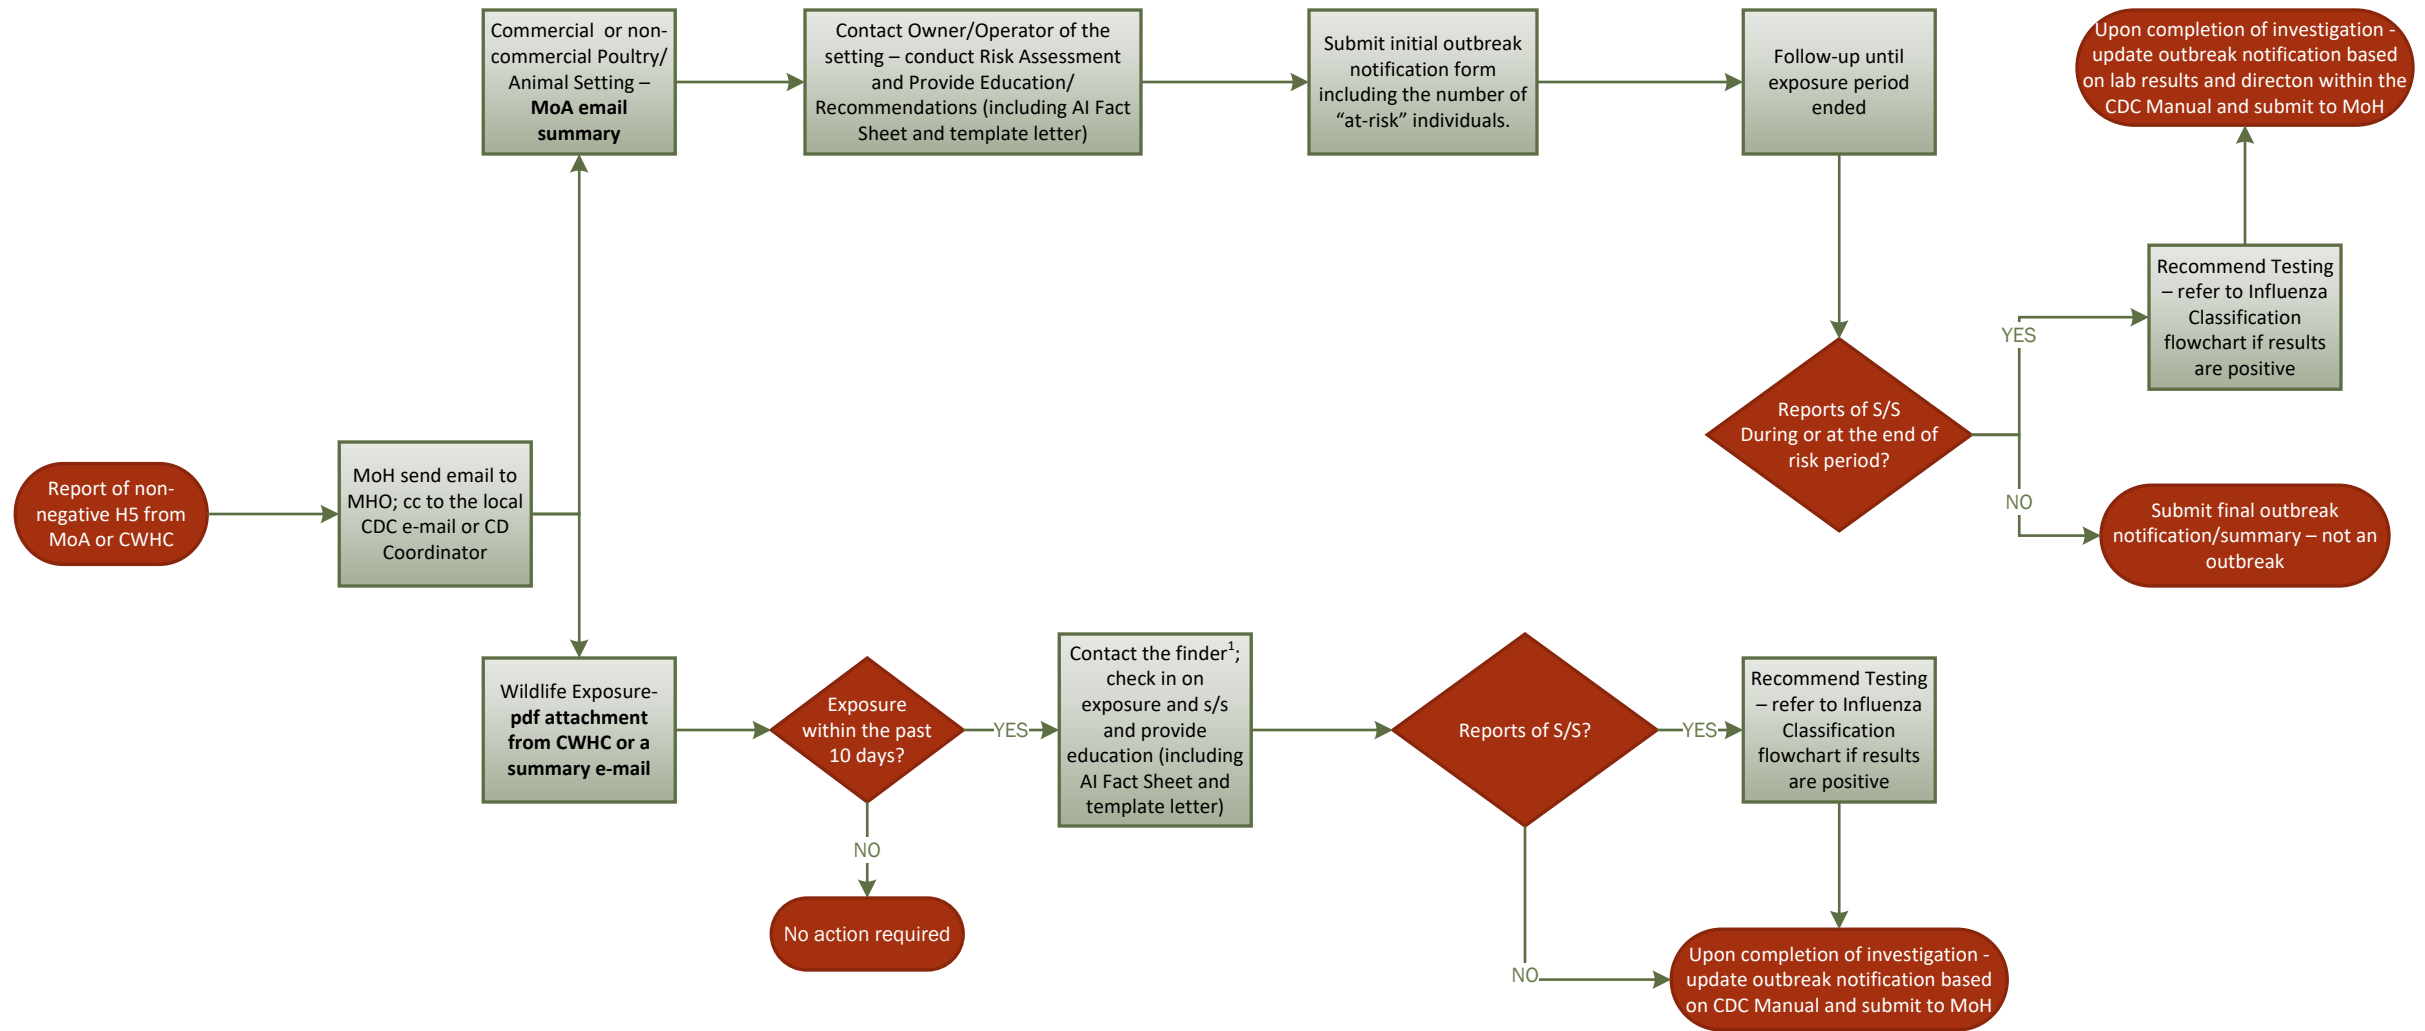 Commercial or non-
commercial Poultry/
Animal Setting –
MoA email
summary
Contact Owner/Operator of the
setting – conduct Risk Assessment
and Provide Education/
Recommendations (including AI Fact
Sheet and template letter)
Submit initial outbreak
notification form
including the number of
“at-risk” individuals.
Follow-up until
exposure period
ended
Upon completion of investigation -
update outbreak notification based
on lab results and directon within the
CDC Manual and submit to MoH
Recommend Testing
– refer to Influenza
Classification
flowchart if results
are positive
YES
Reports of S/S
During or at the end of
risk period?
NO
Submit final outbreak
notification/summary – not an
outbreak
Report of non-
negative H5 from
MoA or CWHC
MoH send email to
MHO; cc to the local
CDC e-mail or CD
Coordinator
Wildlife Exposure-
pdf attachment
from CWHC or a
summary e-mail
Exposure
within the past
10 days?
YES
Contact the finder1;
check in on
exposure and s/s
and provide
education (including
AI Fact Sheet and
template letter)
Reports of S/S?
YES
Recommend Testing
– refer to Influenza
Classification
flowchart if results
are positive
NO
No action required
NO
Upon completion of investigation -
update outbreak notification based
on CDC Manual and submit to MoH